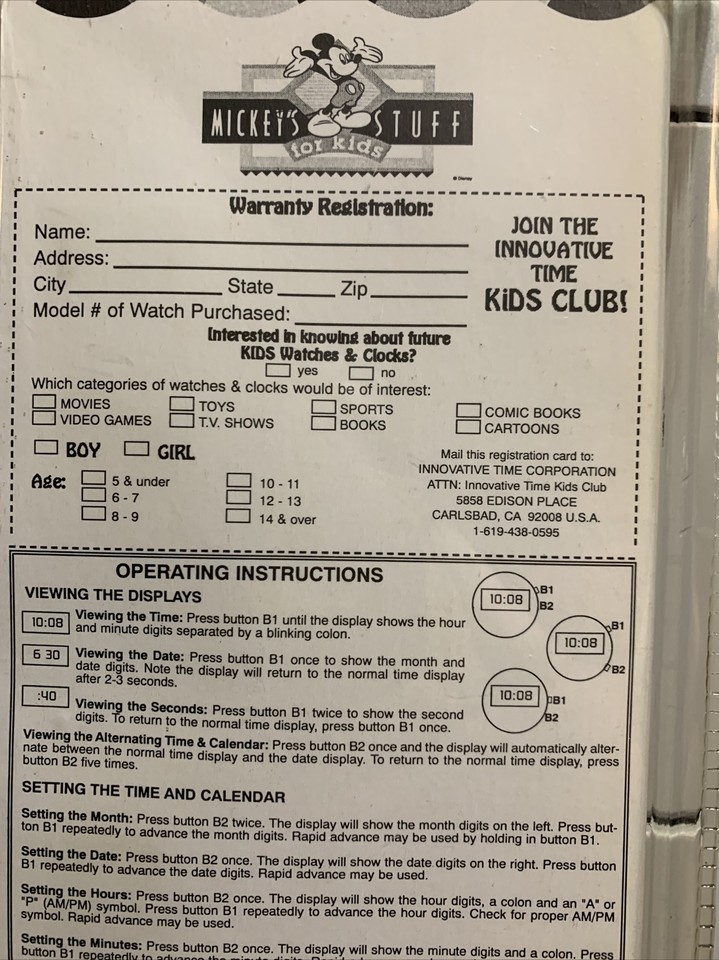 MICKEY'S STUFF
for kids
© Disney
Warranty Registration:
Name:
Address:
City State Zip
Model # of Watch Purchased:
JOIN THE
INNOVATIVE
TIME
KiDS CLUB!
Interested in knowing about future
KIDS Watches & Clocks?
yes no
Which categories of watches & clocks would be of interest:
MOVIES TOYS SPORTS COMIC BOOKS
VIDEO GAMES T.V. SHOWS BOOKS CARTOONS
BOY GIRL
Age: 5 & under 10 - 11
6 - 7 12 - 13
8 - 9 14 & over
Mail this registration card to:
INNOVATIVE TIME CORPORATION
ATTN: Innovative Time Kids Club
5858 EDISON PLACE
CARLSBAD, CA 92008 U.S.A.
1-619-438-0595
OPERATING INSTRUCTIONS
VIEWING THE DISPLAYS
10:08 Viewing the Time: Press button B1 until the display shows the hour
and minute digits separated by a blinking colon.
6 30 Viewing the Date: Press button B1 once to show the month and
date digits. Note the display will return to the normal time display
after 2-3 seconds.
:40 Viewing the Seconds: Press button B1 twice to show the second
digits. To return to the normal time display, press button B1 once.
10:08 B1
B2
10:08 B1
B2
10:08 B1
B2
Viewing the Alternating Time & Calendar: Press button B2 once and the display will automatically alter-
nate between the normal time display and the date display. To return to the normal time display, press
button B2 five times.
SETTING THE TIME AND CALENDAR
Setting the Month: Press button B2 twice. The display will show the month digits on the left. Press but-
ton B1 repeatedly to advance the month digits. Rapid advance may be used by holding in button B1.
Setting the Date: Press button B2 once. The display will show the date digits on the right. Press button
B1 repeatedly to advance the date digits. Rapid advance may be used.
Setting the Hours: Press button B2 once. The display will show the hour digits, a colon and an "A" or
"P" (AM/PM) symbol. Press button B1 repeatedly to advance the hour digits. Check for proper AM/PM
symbol. Rapid advance may be used.
Setting the Minutes: Press button B2 once. The display will show the minute digits and a colon. Press
button B1 repeatedly to advance the minute digits.